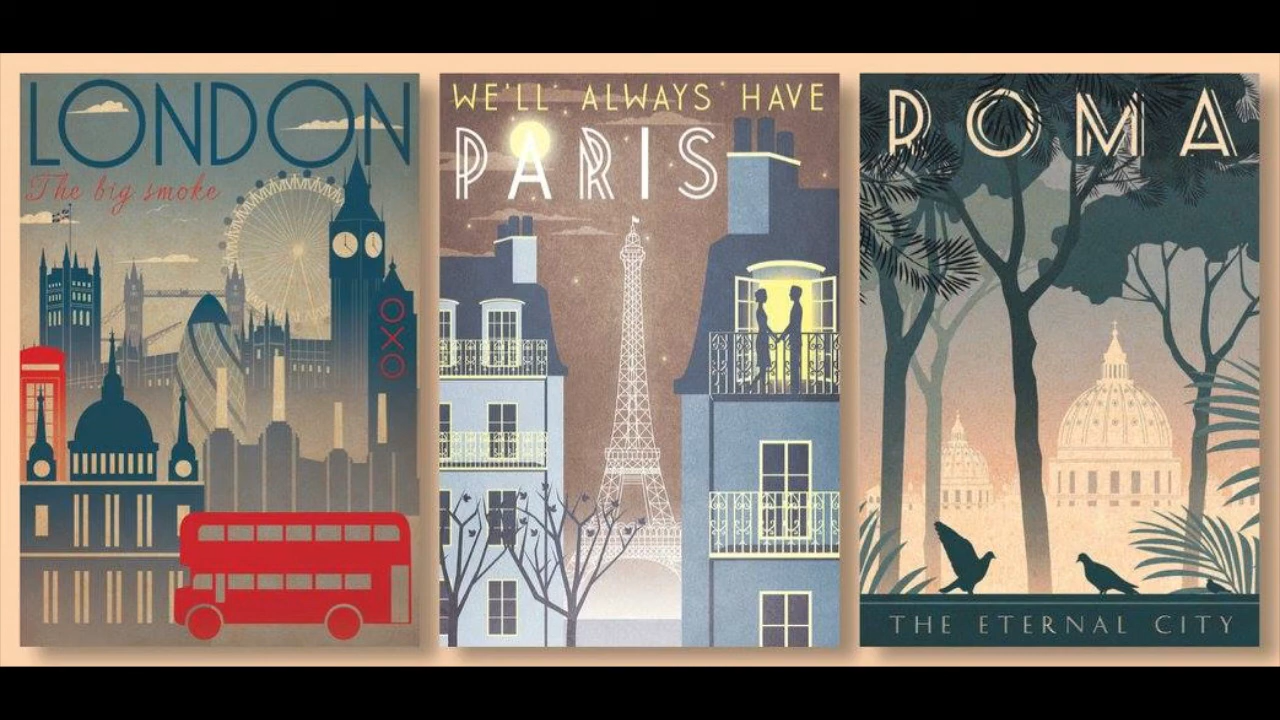 LONDON
The big smoke
OXO
WE'LL ALWAYS HAVE
PARIS
ROMA
THE ETERNAL CITY